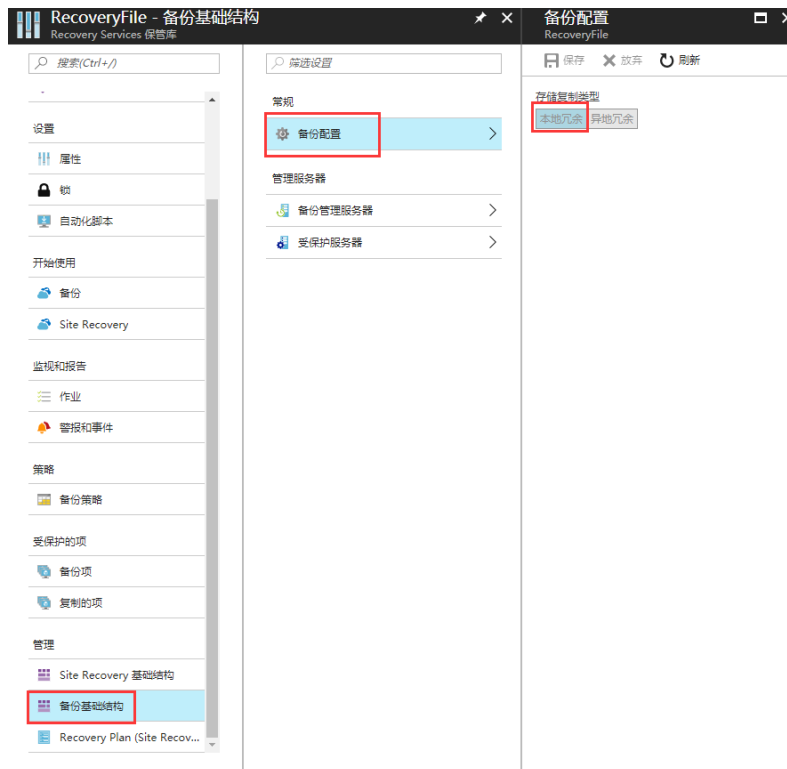 RecoveryFile - 备份基础结构
Recovery Services 保管库
搜索(Ctrl+/)
设置
属性
锁
自动化脚本
开始使用
备份
Site Recovery
监视和报告
作业
警报和事件
策略
备份策略
受保护的项
备份项
复制的项
管理
Site Recovery 基础结构
备份基础结构
Recovery Plan (Site Recov...
筛选设置
常规
备份配置
管理服务器
备份管理服务器
受保护服务器
备份配置
RecoveryFile
保存 放弃 刷新
存储复制类型
本地冗余 异地冗余